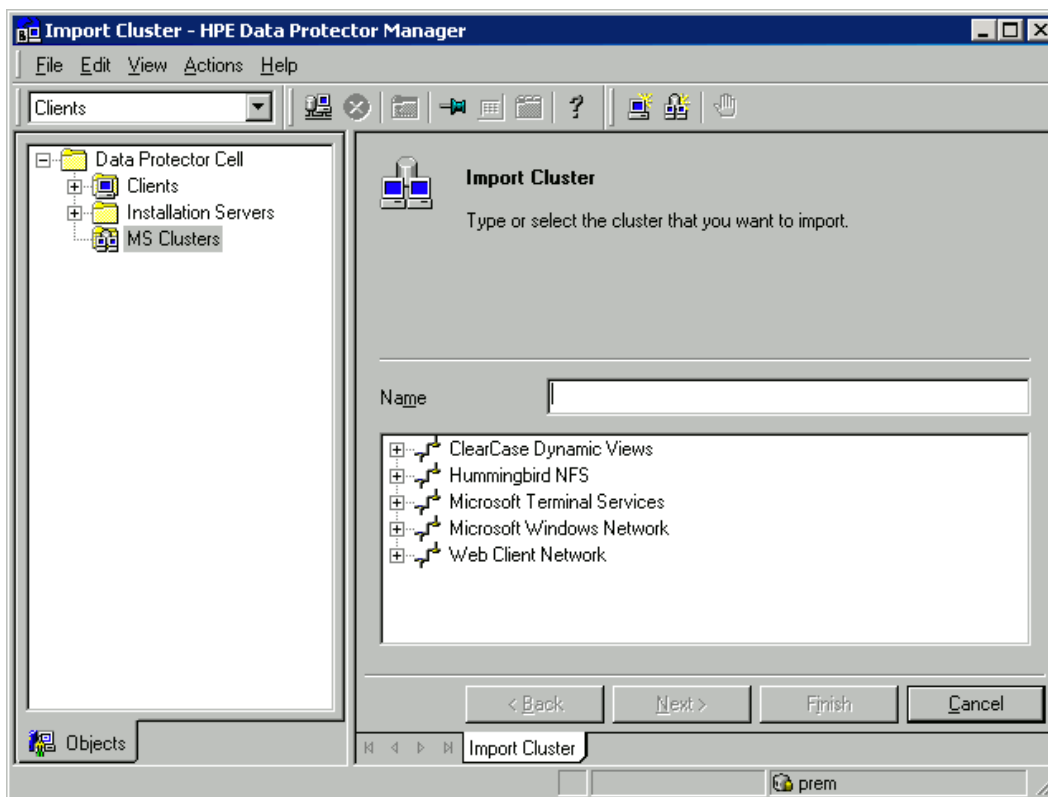 Import Cluster - HPE Data Protector Manager
File Edit View Actions Help
Clients
Data Protector Cell
Clients
Installation Servers
MS Clusters
Import Cluster
Type or select the cluster that you want to import.
Name
ClearCase Dynamic Views
Hummingbird NFS
Microsoft Terminal Services
Microsoft Windows Network
Web Client Network
< Back Next > Finish Cancel
Objects
Import Cluster
prem